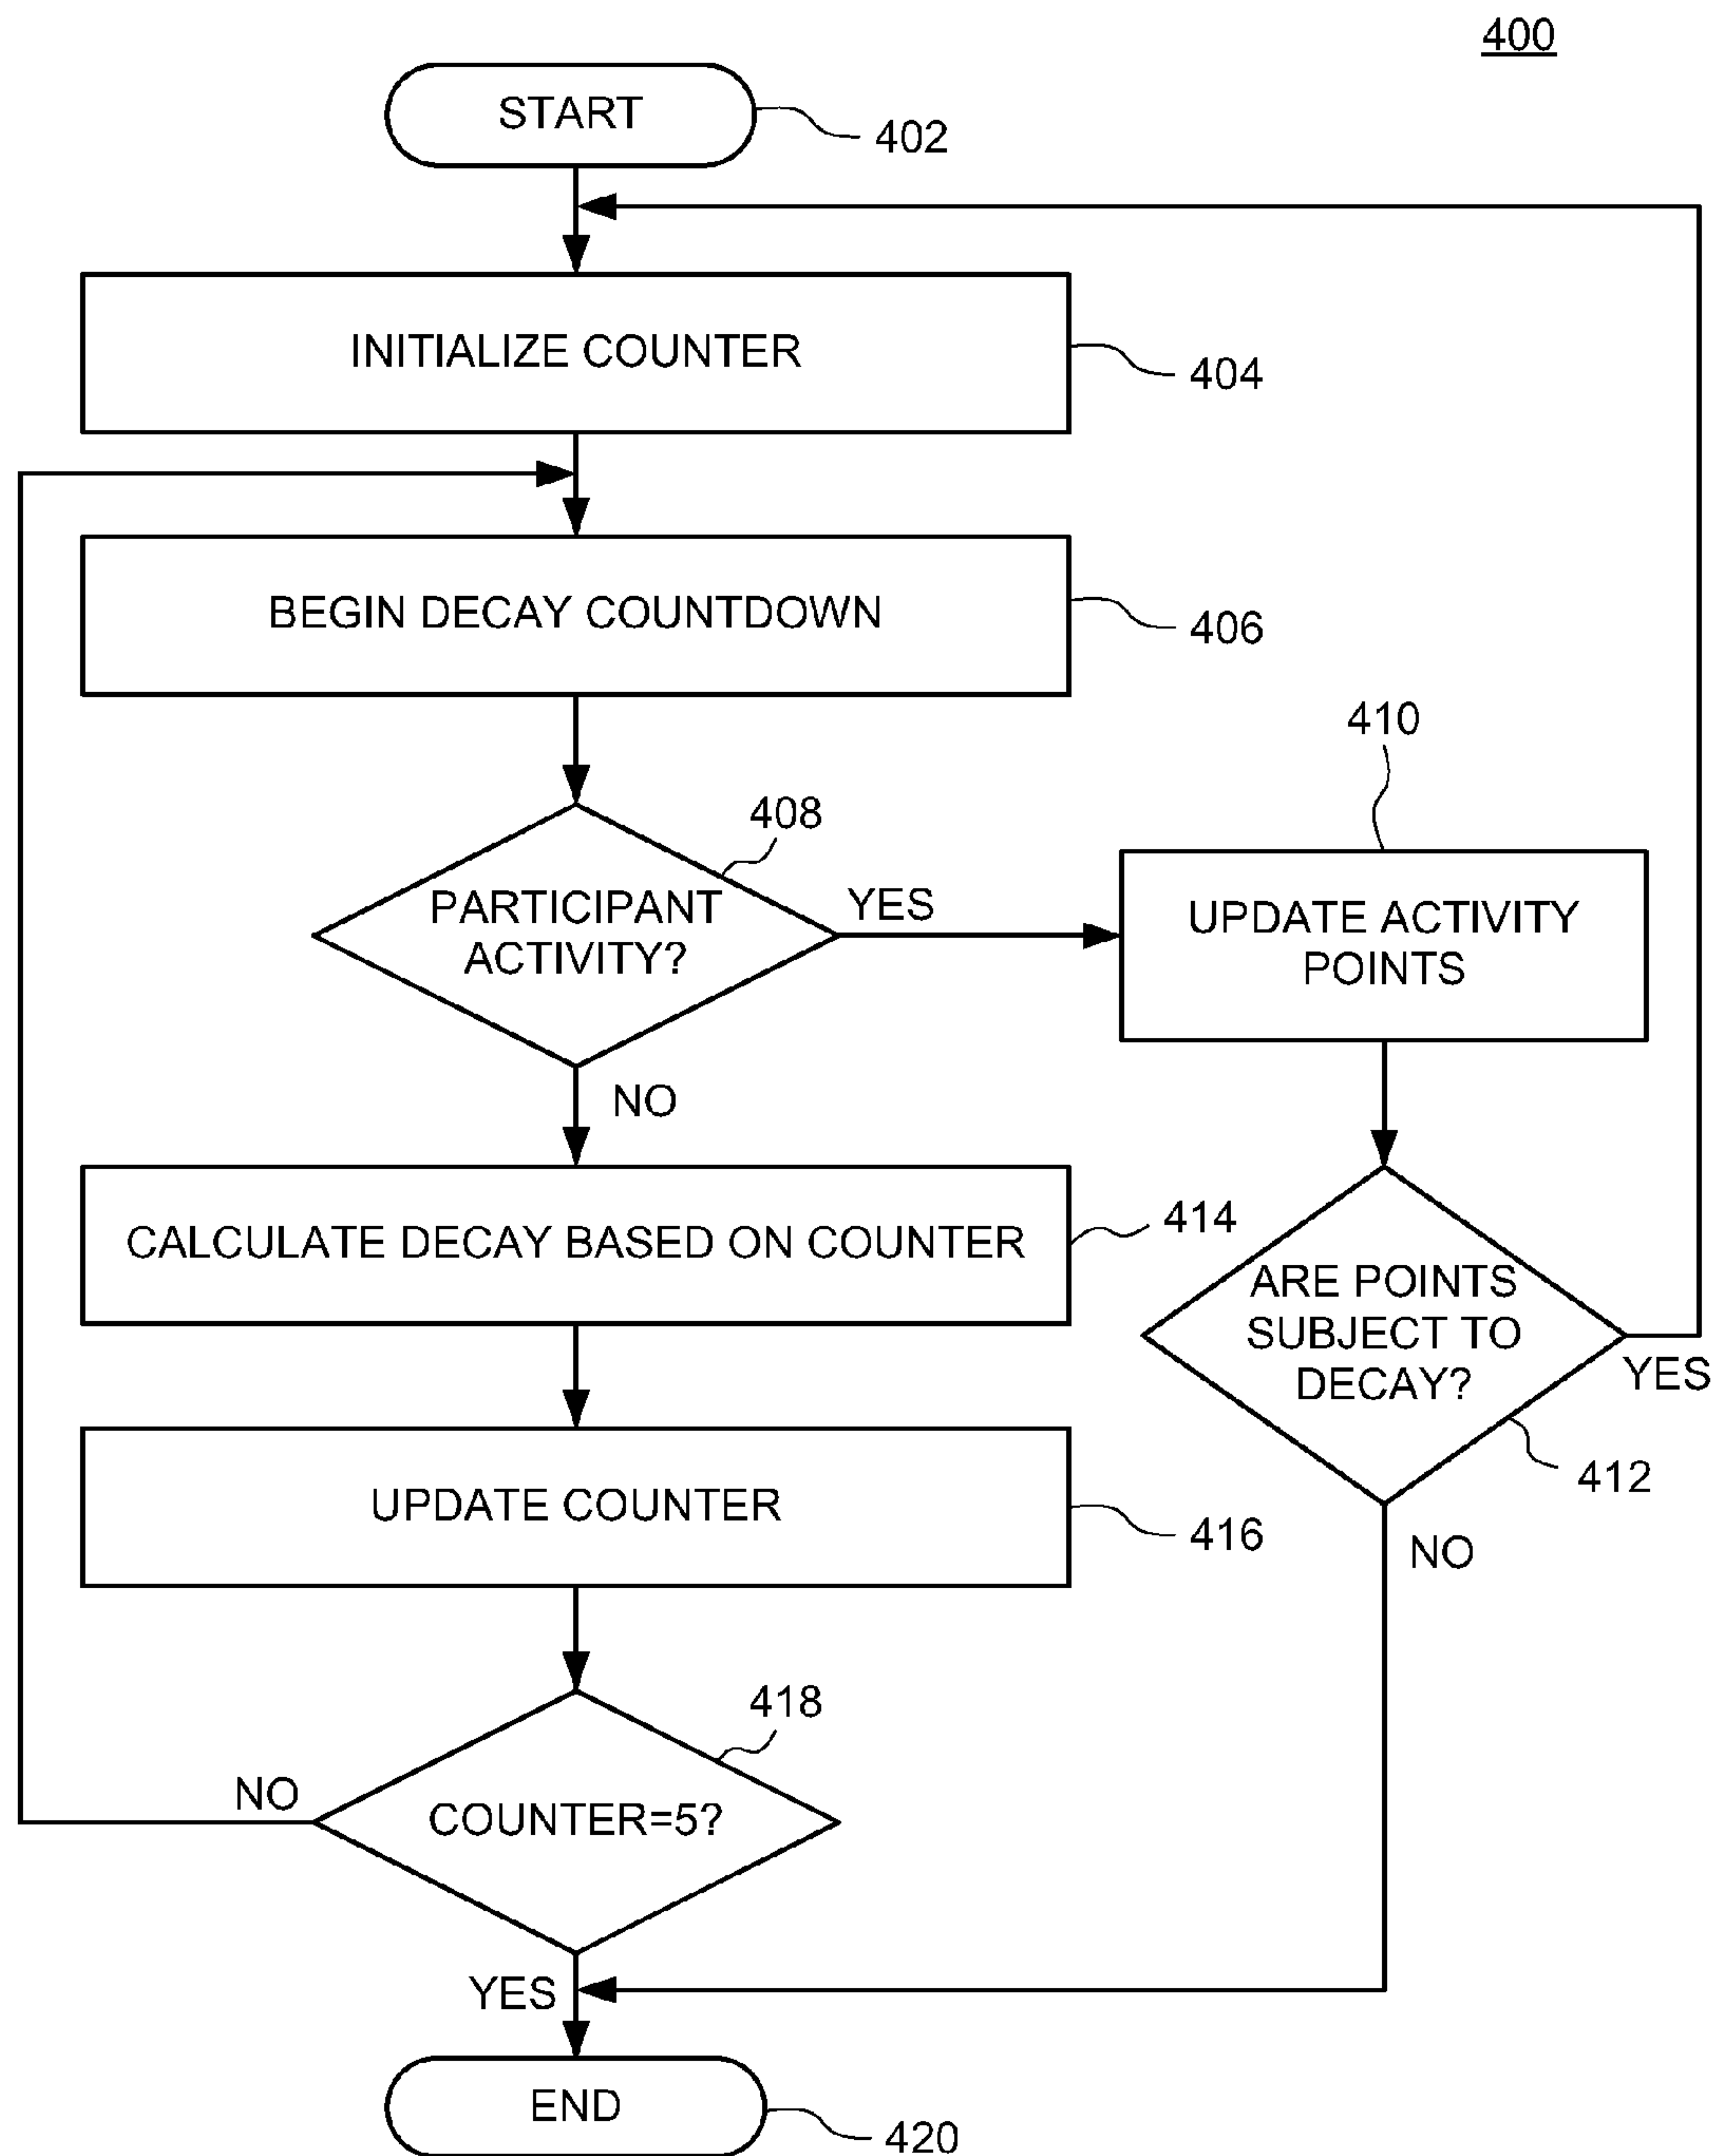 400
START
402
INITIALIZE COUNTER
404
BEGIN DECAY COUNTDOWN
406
408
PARTICIPANT
ACTIVITY?
YES
NO
410
UPDATE ACTIVITY
POINTS
ARE POINTS
SUBJECT TO
DECAY?
YES
412
NO
CALCULATE DECAY BASED ON COUNTER
414
UPDATE COUNTER
416
418
COUNTER=5?
NO
YES
END
420